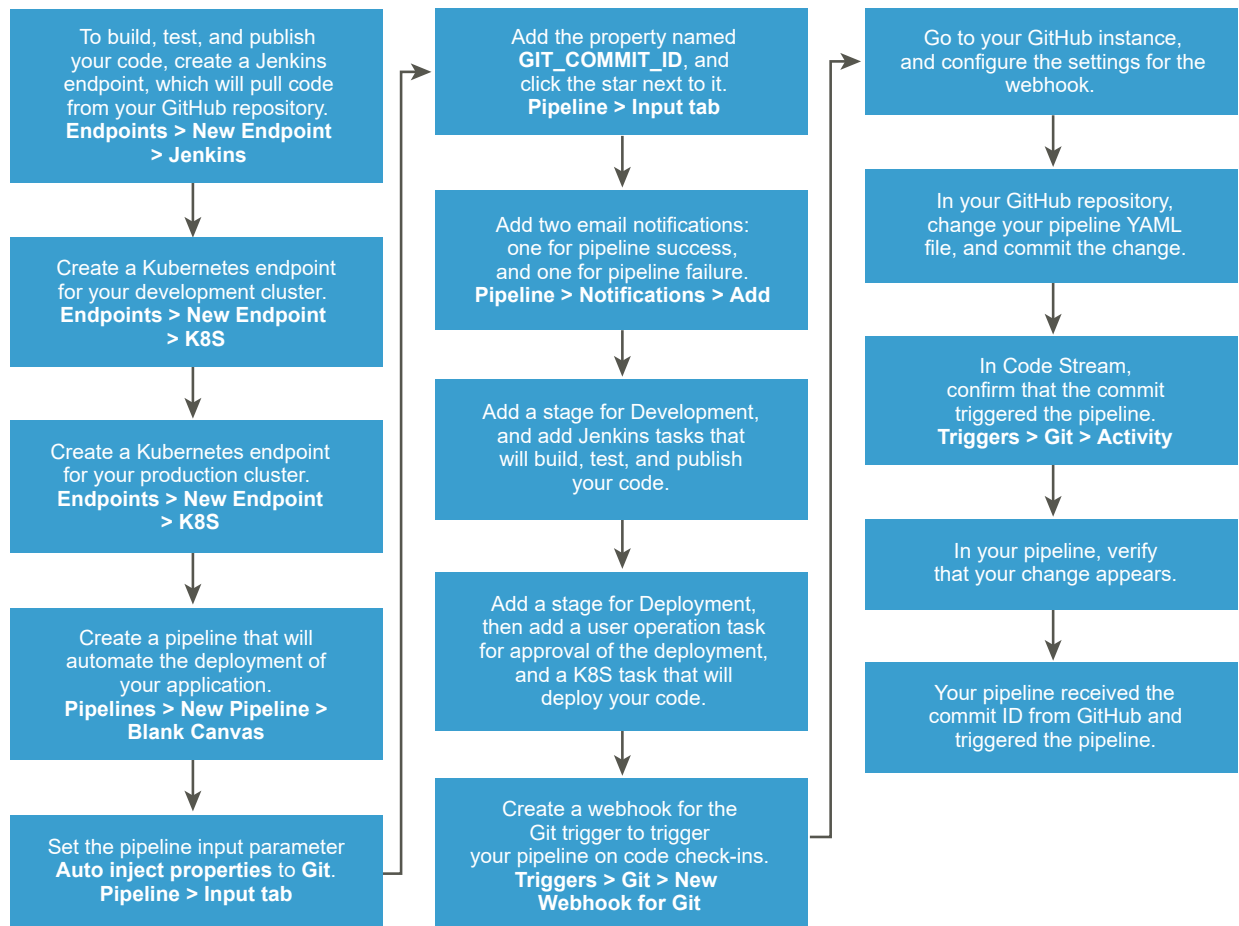 To build, test, and publish
your code, create a Jenkins
endpoint, which will pull code
from your GitHub repository.
Endpoints > New Endpoint
> Jenkins
Create a Kubernetes endpoint
for your development cluster.
Endpoints > New Endpoint
> K8S
Create a Kubernetes endpoint
for your production cluster.
Endpoints > New Endpoint
> K8S
Create a pipeline that will
automate the deployment of
your application.
Pipelines > New Pipeline >
Blank Canvas
Set the pipeline input parameter
Auto inject properties to Git.
Pipeline > Input tab
Add the property named
GIT_COMMIT_ID, and
click the star next to it.
Pipeline > Input tab
Add two email notifications:
one for pipeline success,
and one for pipeline failure.
Pipeline > Notifications > Add
Add a stage for Development,
and add Jenkins tasks that
will build, test, and publish
your code.
Add a stage for Deployment,
then add a user operation task
for approval of the deployment,
and a K8S task that will
deploy your code.
Create a webhook for the
Git trigger to trigger
your pipeline on code check-ins.
Triggers > Git > New
Webhook for Git
Go to your GitHub instance,
and configure the settings for the
webhook.
In your GitHub repository,
change your pipeline YAML
file, and commit the change.
In Code Stream,
confirm that the commit
triggered the pipeline.
Triggers > Git > Activity
In your pipeline, verify
that your change appears.
Your pipeline received the
commit ID from GitHub and
triggered the pipeline.